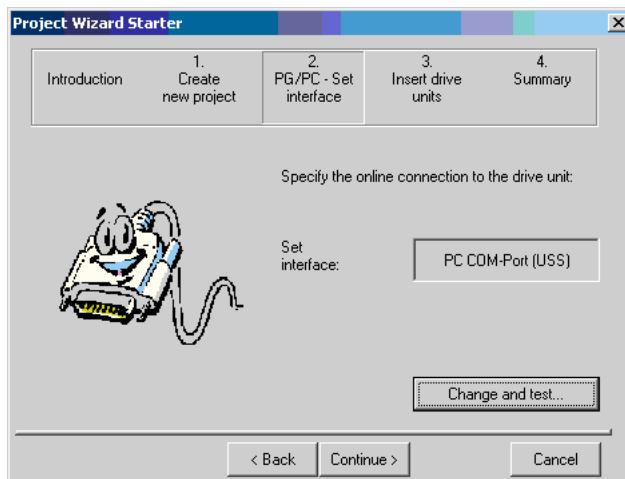 Project Wizard Starter
Introduction
1.
Create
new project
2.
PG/PC - Set
interface
3.
Insert drive
units
4.
Summary
Specify the online connection to the drive unit:
Set
interface:
PC COM-Port (USS)
Change and test...
< Back
Continue >
Cancel